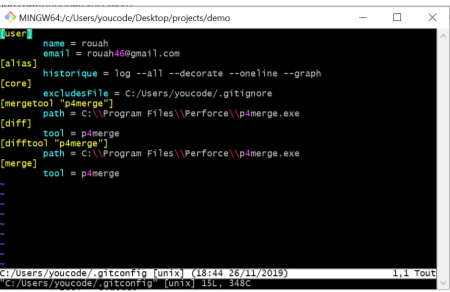 MINGW64:/c/Users/youcode/Desktop/projects/demo
[user]
name = rouah
email = rouah46@gmail.com
[alias]
historique = log --all --decorate --oneline --graph
[core]
excludesFile = C:/Users/youcode/.gitignore
[mergetool "p4merge"]
path = C:\\Program Files\\Perforce\\p4merge.exe
[diff]
tool = p4merge
[difftool "p4merge"]
path = C:\\Program Files\\Perforce\\p4merge.exe
[merge]
tool = p4merge
~
~
~
~
~
~
~
~
~
C:/Users/youcode/.gitconfig [unix] (18:44 26/11/2019) 1,1 Tout
"C:/Users/youcode/.gitconfig" [unix] 15L, 348C